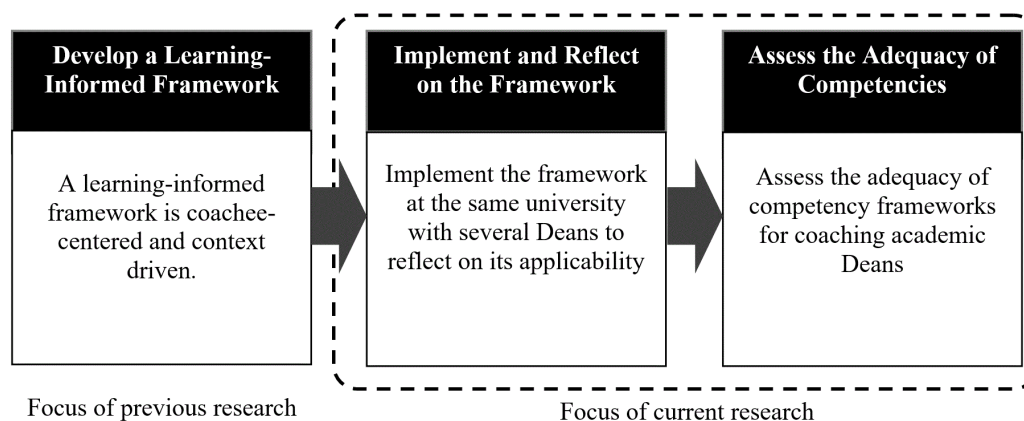 Develop a Learning-
Informed Framework
A learning-informed
framework is coachee-
centered and context
driven.
Implement and Reflect
on the Framework
Implement the framework
at the same university
with several Deans to
reflect on its applicability
Assess the Adequacy of
Competencies
Assess the adequacy of
competency frameworks
for coaching academic
Deans
Focus of previous research
Focus of current research